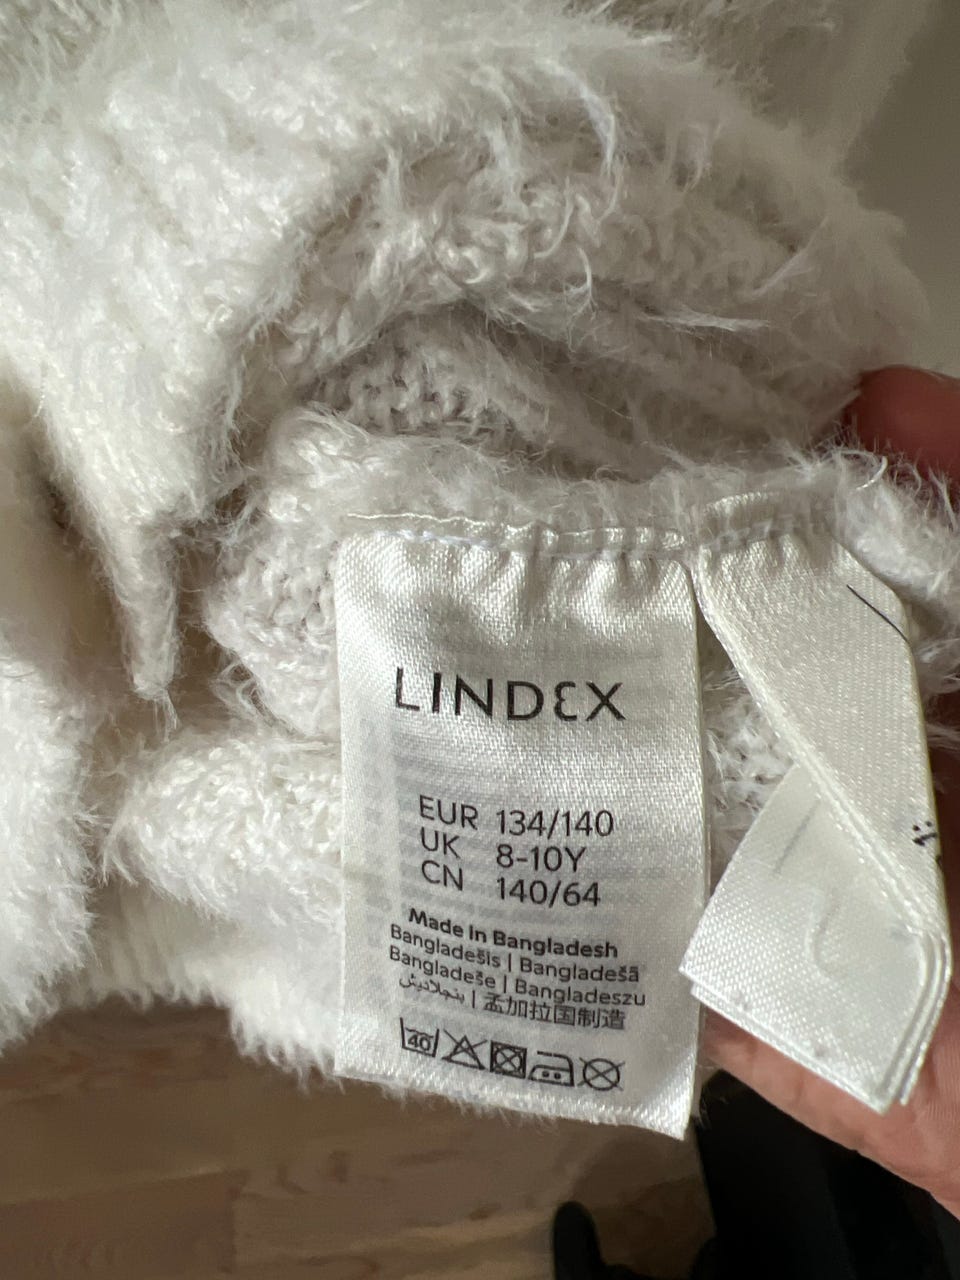 LINDEX
EUR 134/140
UK 8-10Y
CN 140/64
Made in Bangladesh
Bangladešis | Bangladešā
Bangladeše | Bangladeszu
بنجلاديش | 孟加拉国制造
40